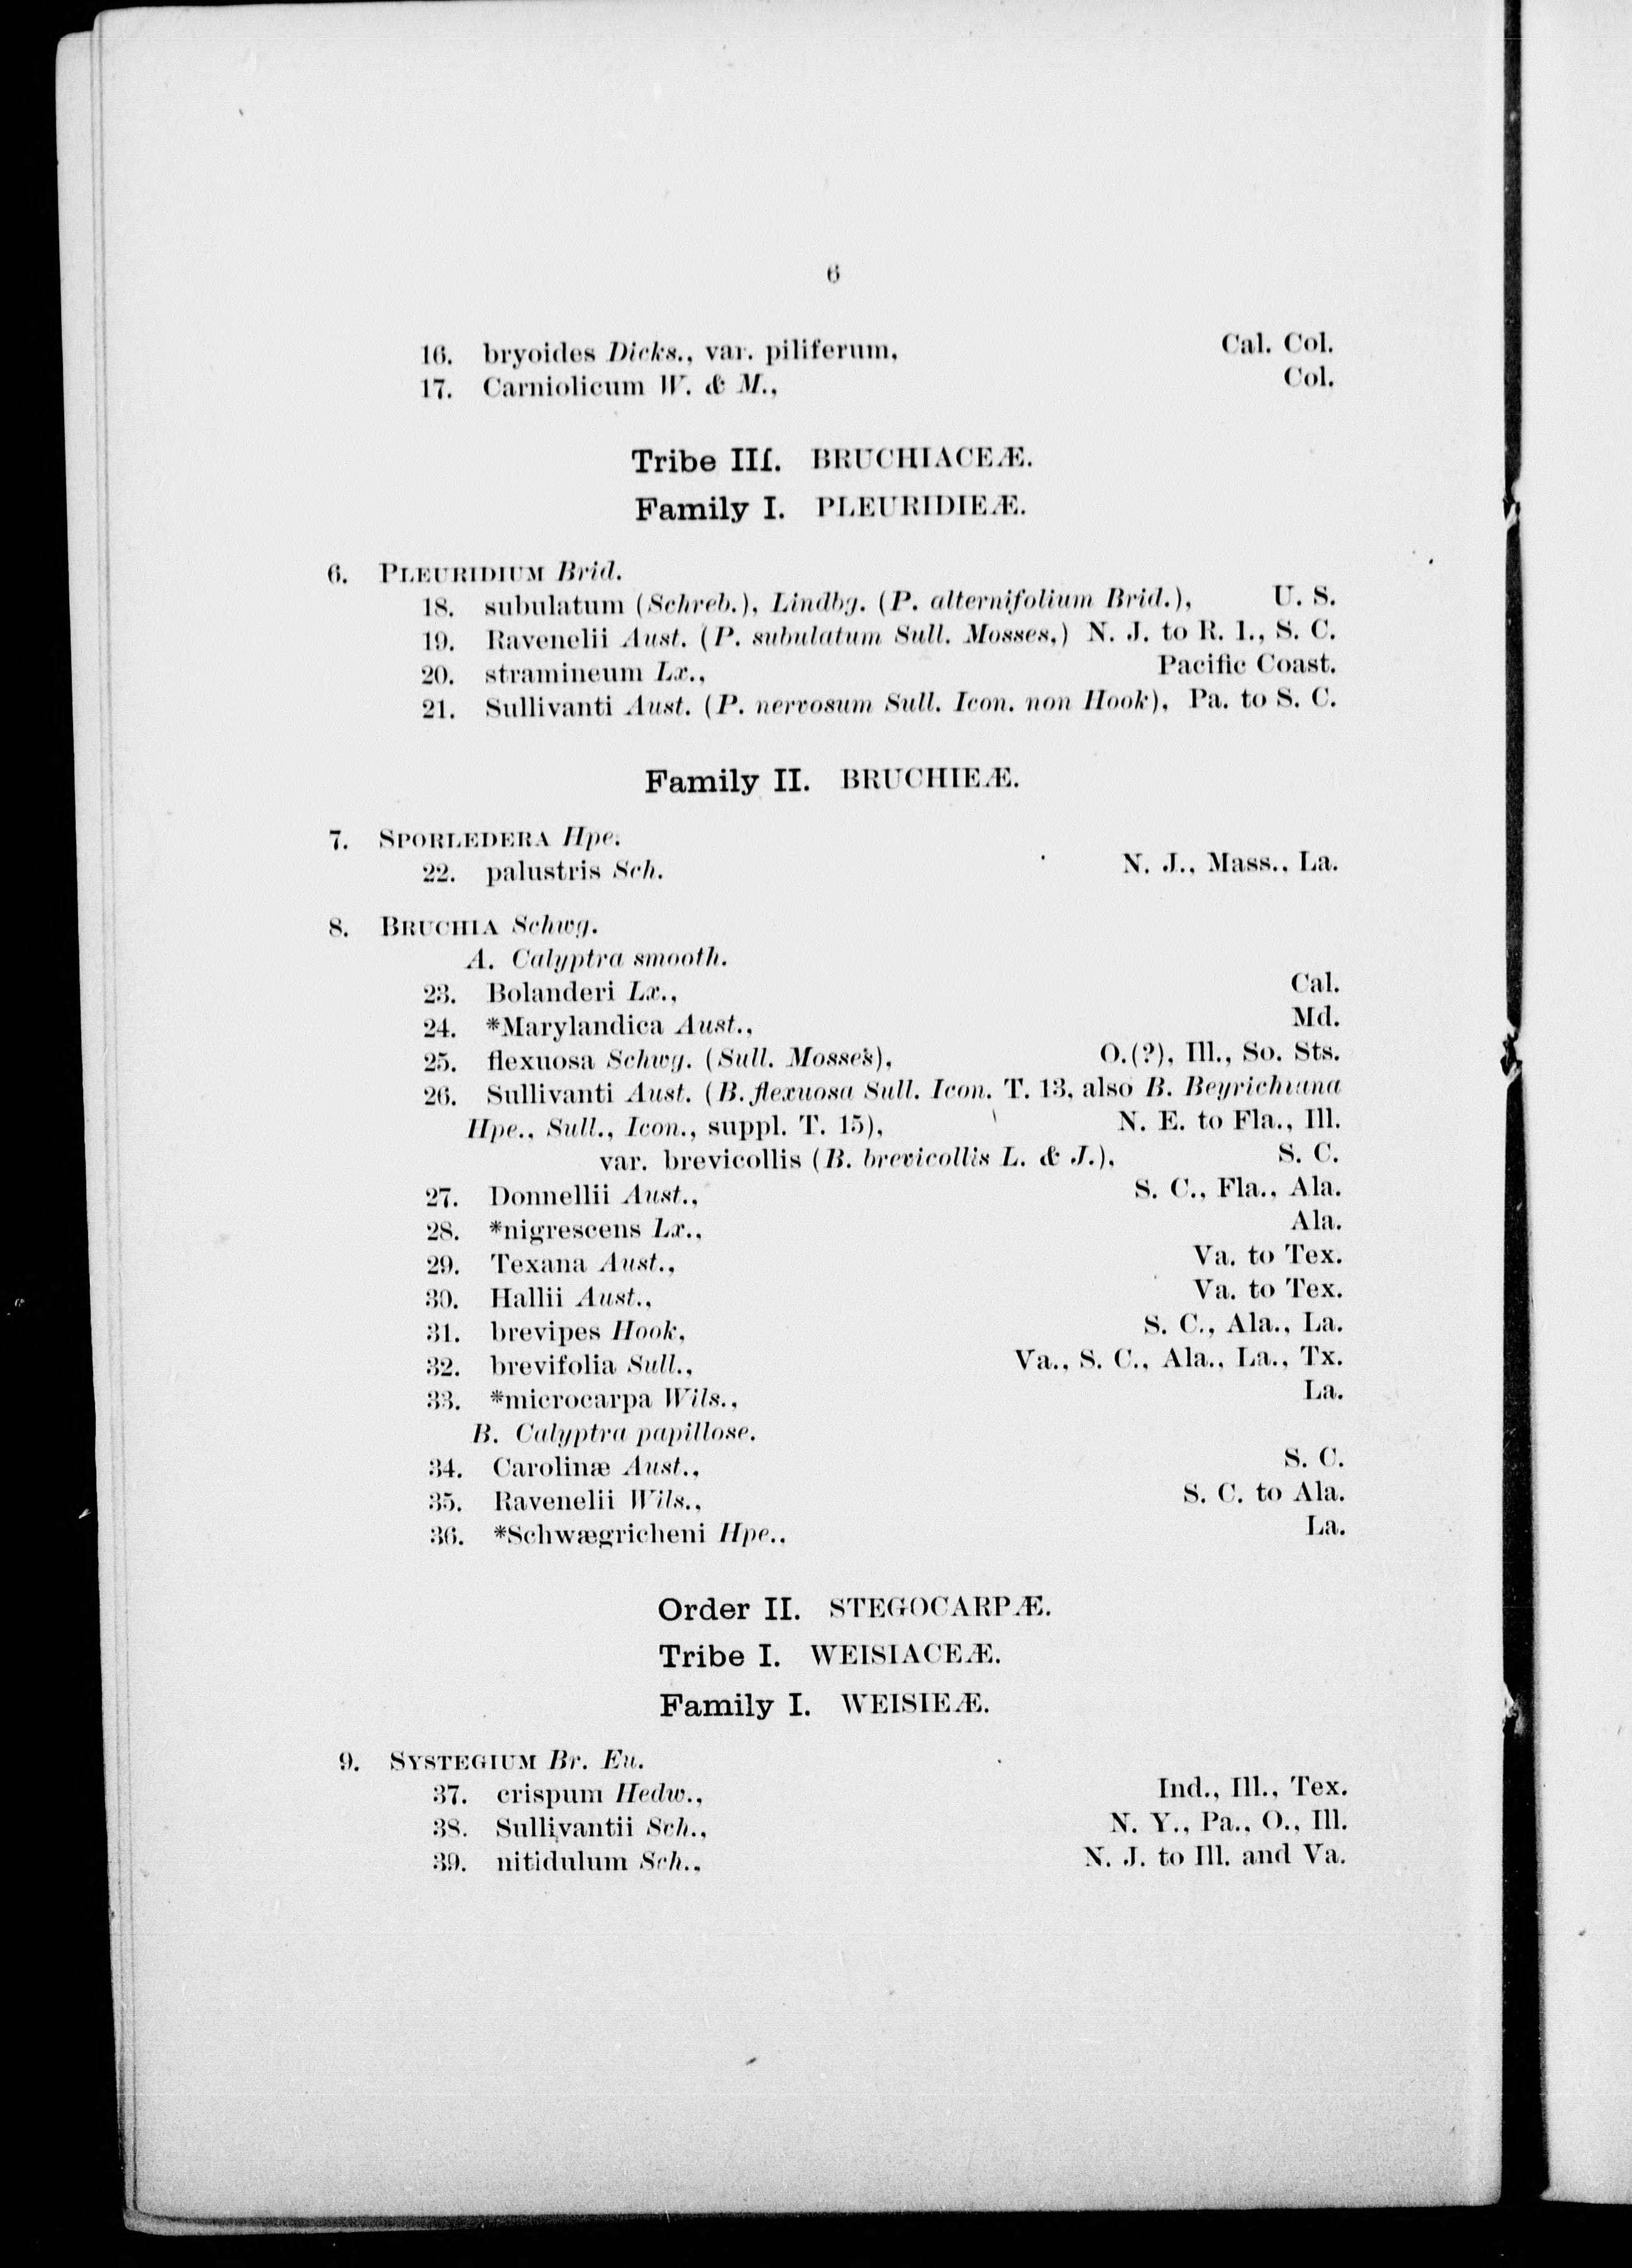 6
16. bryoides Dicks., var. piliferum, Cal. Col.
17. Carniolicum W. & M., Col.
Tribe III. BRUCHIACEÆ.
Family I. PLEURIDIEÆ.
6. PLEURIDIUM Brid.
18. subulatum (Schreb.), Lindbg. (P. alternifolium Brid.), U. S.
19. Ravenelii Aust. (P. subulatum Sull. Mosses,) N. J. to R. I., S. C.
20. stramineum Lx., Pacific Coast.
21. Sullivanti Aust. (P. nervosum Sull. Icon. non Hook), Pa. to S. C.
Family II. BRUCHIEÆ.
7. SPORLEDERA Hpe.
22. palustris Sch. N. J., Mass., La.
8. BRUCHIA Schwg.
A. Calyptra smooth.
23. Bolanderi Lx., Cal.
24. *Marylandica Aust., Md.
25. flexuosa Schwg. (Sull. Mosses), O.(?), Ill., So. Sts.
26. Sullivanti Aust. (B. flexuosa Sull. Icon. T. 13, also B. Beyrichiana
Hpe., Sull., Icon., suppl. T. 15), N. E. to Fla., Ill.
var. brevicollis (B. brevicollis L. & J.), S. C.
27. Donnellii Aust., S. C., Fla., Ala.
28. *nigrescens Lx., Ala.
29. Texana Aust., Va. to Tex.
30. Hallii Aust., Va. to Tex.
31. brevipes Hook, S. C., Ala., La.
32. brevifolia Sull., Va., S. C., Ala., La., Tx.
33. *microcarpa Wils., La.
B. Calyptra papillose.
34. Carolinæ Aust., S. C.
35. Ravenelii Wils., S. C. to Ala.
36. *Schwægricheni Hpe., La.
Order II. STEGOCARPÆ.
Tribe I. WEISIACEÆ.
Family I. WEISIEÆ.
9. SYSTEGIUM Br. Eu.
37. crispum Hedw., Ind., Ill., Tex.
38. Sullivantii Sch., N. Y., Pa., O., Ill.
39. nitidulum Sch., N. J. to Ill. and Va.